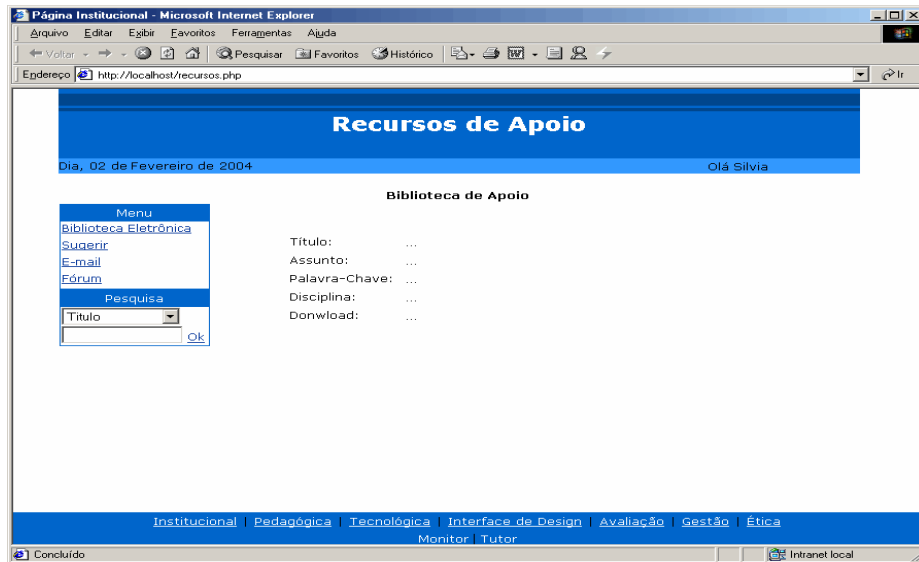 Página Institucional - Microsoft Internet Explorer
Arquivo Editar Exibir Favoritos Ferramentas Ajuda
Voltar Pesquisar Favoritos Histórico
Endereço http://localhost/recursos.php Ir
Recursos de Apoio
Dia, 02 de Fevereiro de 2004 Olá Silvia
Biblioteca de Apoio
Menu
Biblioteca Eletrônica
Sugerir
E-mail
Fórum
Pesquisa
Título
Ok
Título: ...
Assunto: ...
Palavra-Chave: ...
Disciplina: ...
Donwload: ...
Institucional | Pedagógica | Tecnológica | Interface de Design | Avaliação | Gestão | Ética
Monitor | Tutor
Concluído Intranet local